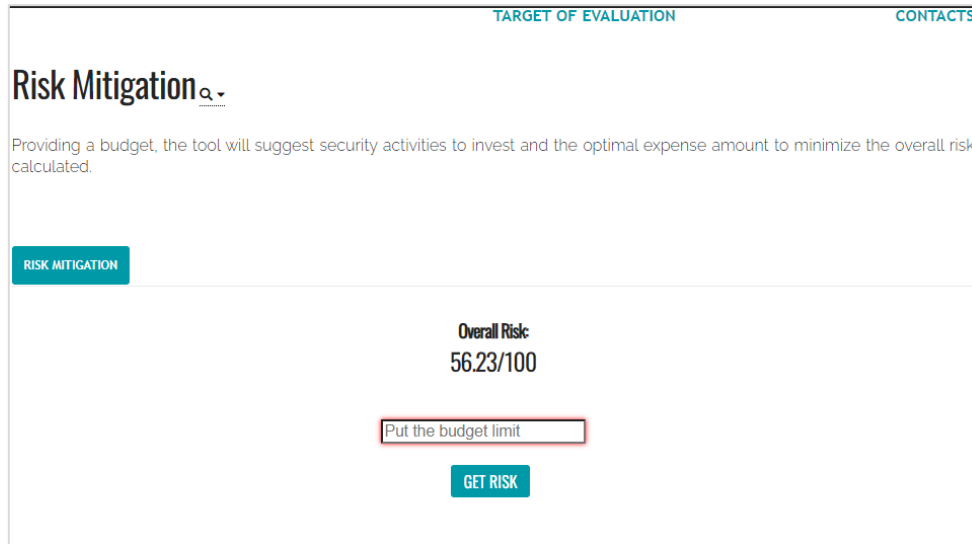 TARGET OF EVALUATION CONTACTS
Risk Mitigation
Providing a budget, the tool will suggest security activities to invest and the optimal expense amount to minimize the overall risk
calculated.
RISK MITIGATION
Overall Risk:
56.23/100
Put the budget limit
GET RISK